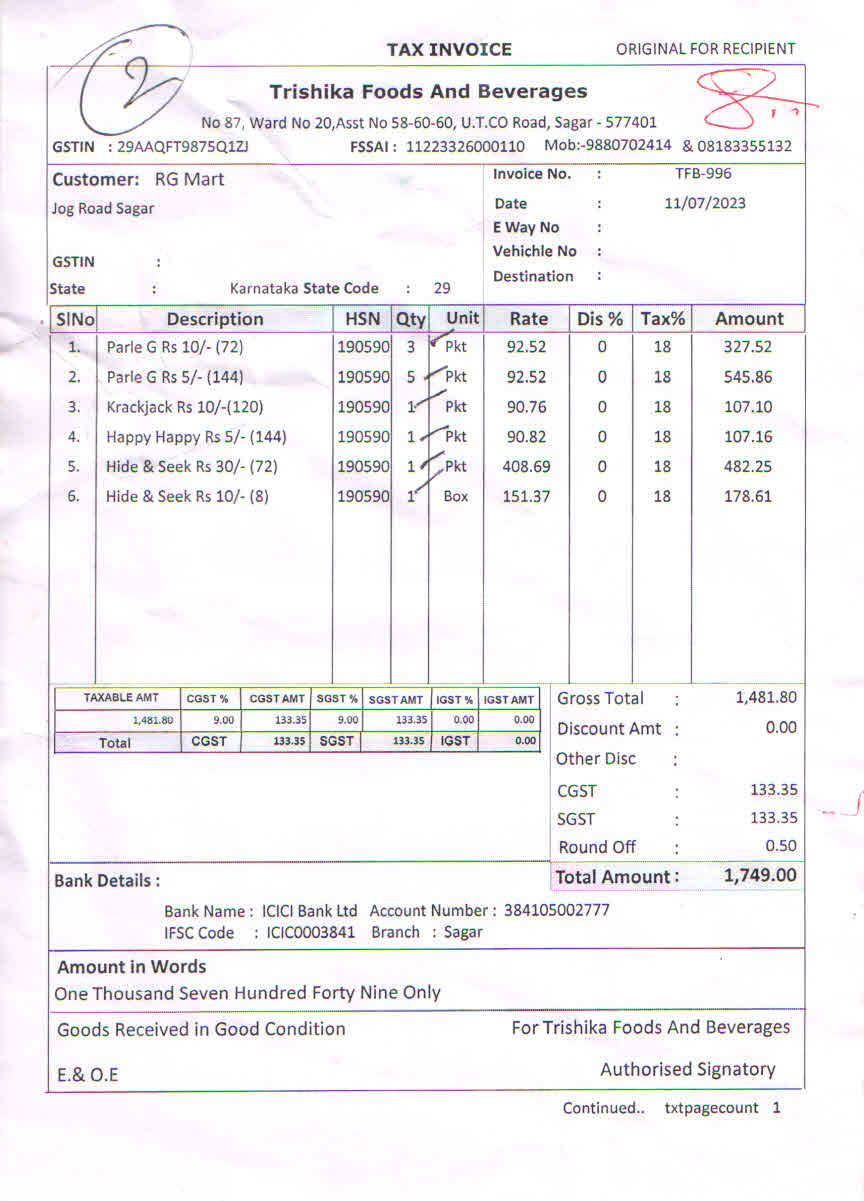 2
TAX INVOICE ORIGINAL FOR RECIPIENT
Trishika Foods And Beverages
No 87, Ward No 20,Asst No 58-60-60, U.T.CO Road, Sagar - 577401
GSTIN : 29AAQFT9875Q1ZJ FSSAI : 11223326000110 Mob:-9880702414 & 08183355132
Customer: RG Mart
Jog Road Sagar
GSTIN :
State : Karnataka State Code : 29
Invoice No. : TFB-996
Date : 11/07/2023
E Way No :
Vehichle No :
Destination :
SlNo Description HSN Qty Unit Rate Dis % Tax% Amount
1. Parle G Rs 10/- (72) 190590 3 Pkt 92.52 0 18 327.52
2. Parle G Rs 5/- (144) 190590 5 Pkt 92.52 0 18 545.86
3. Krackjack Rs 10/-(120) 190590 1 Pkt 90.76 0 18 107.10
4. Happy Happy Rs 5/- (144) 190590 1 Pkt 90.82 0 18 107.16
5. Hide & Seek Rs 30/- (72) 190590 1 Pkt 408.69 0 18 482.25
6. Hide & Seek Rs 10/- (8) 190590 1 Box 151.37 0 18 178.61
TAXABLE AMT CGST % CGST AMT SGST % SGST AMT IGST % IGST AMT
1,481.80 9.00 133.35 9.00 133.35 0.00 0.00
Total CGST 133.35 SGST 133.35 IGST 0.00
Gross Total : 1,481.80
Discount Amt : 0.00
Other Disc :
CGST : 133.35
SGST : 133.35
Round Off : 0.50
Total Amount : 1,749.00
Bank Details :
Bank Name : ICICI Bank Ltd Account Number : 384105002777
IFSC Code : ICIC0003841 Branch : Sagar
Amount in Words
One Thousand Seven Hundred Forty Nine Only
Goods Received in Good Condition For Trishika Foods And Beverages
E.& O.E Authorised Signatory
Continued.. txtpagecount 1